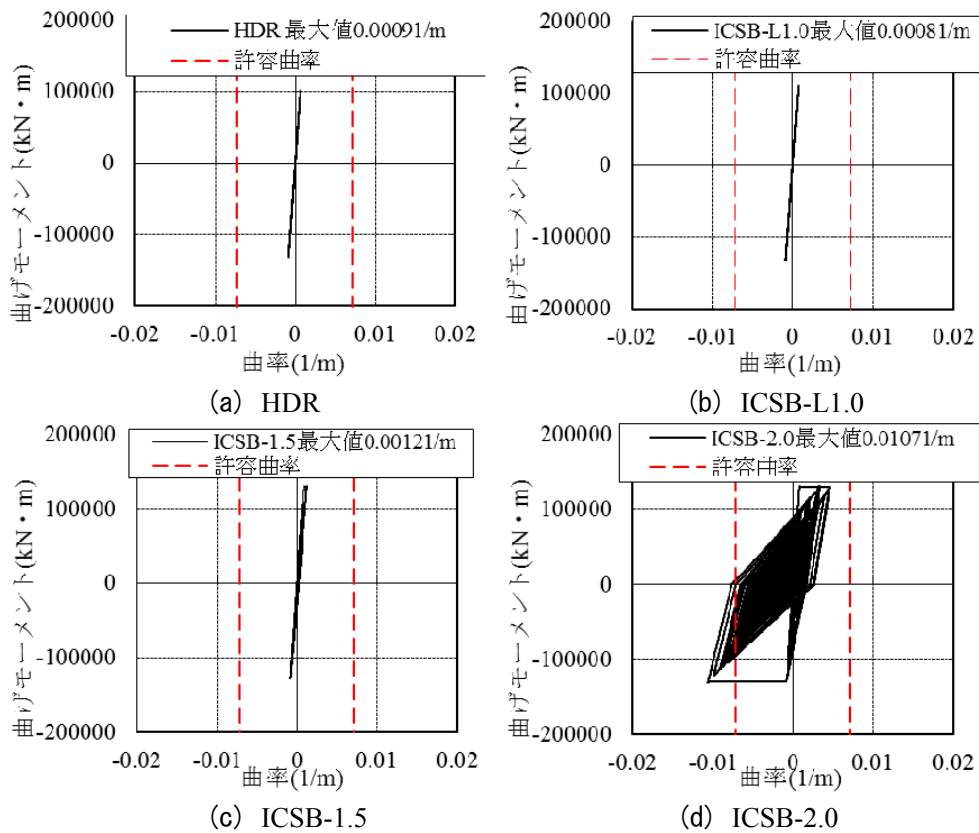 200000
HDR 最大値0.00091/m
許容曲率
100000
0
-100000
-200000
曲げモーメント(kN・m)
-0.02
-0.01
0
0.01
0.02
曲率(1/m)
(a) HDR
200000
ICSB-L1.0最大値0.00081/m
許容曲率
100000
0
-100000
-200000
曲げモーメント(kN・m)
-0.02
-0.01
0
0.01
0.02
曲率(1/m)
(b) ICSB-L1.0
200000
ICSB-1.5最大値0.00121/m
許容曲率
100000
0
-100000
-200000
曲げモーメント(kN・m)
-0.02
-0.01
0
0.01
0.02
曲率(1/m)
(c) ICSB-1.5
200000
ICSB-2.0最大値0.01071/m
許容曲率
100000
0
-100000
-200000
曲げモーメント(kN・m)
-0.02
-0.01
0
0.01
0.02
曲率(1/m)
(d) ICSB-2.0